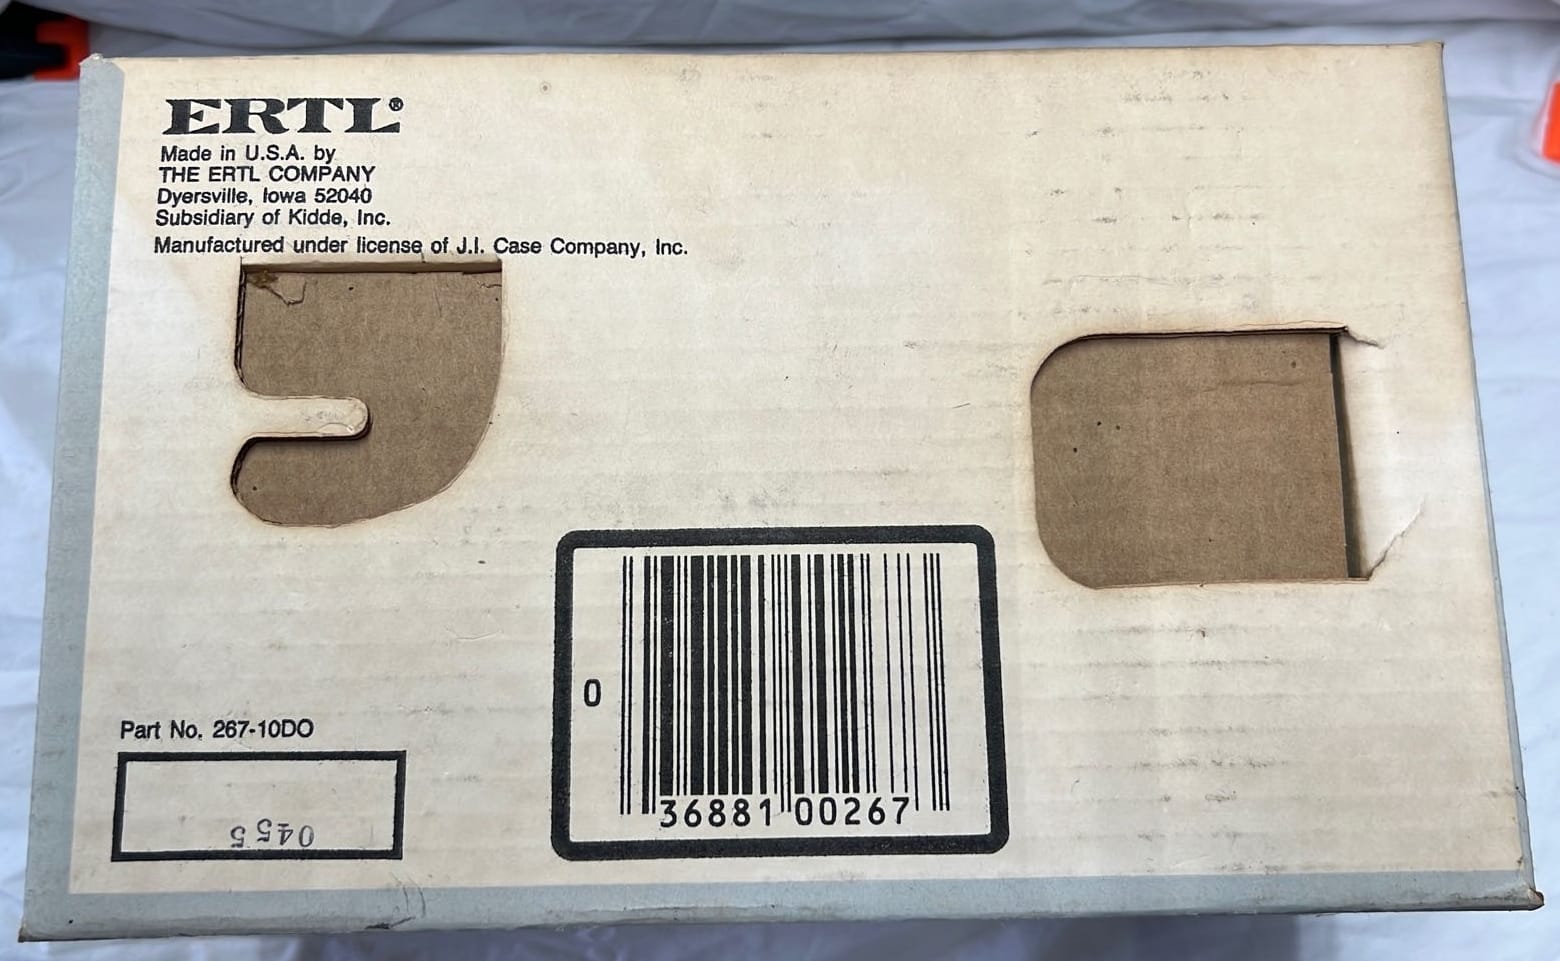 ERTL®
Made in U.S.A. by
THE ERTL COMPANY
Dyersville, Iowa 52040
Subsidiary of Kidde, Inc.
Manufactured under license of J.I. Case Company, Inc.
Part No. 267-10DO
0455
0 36881 00267